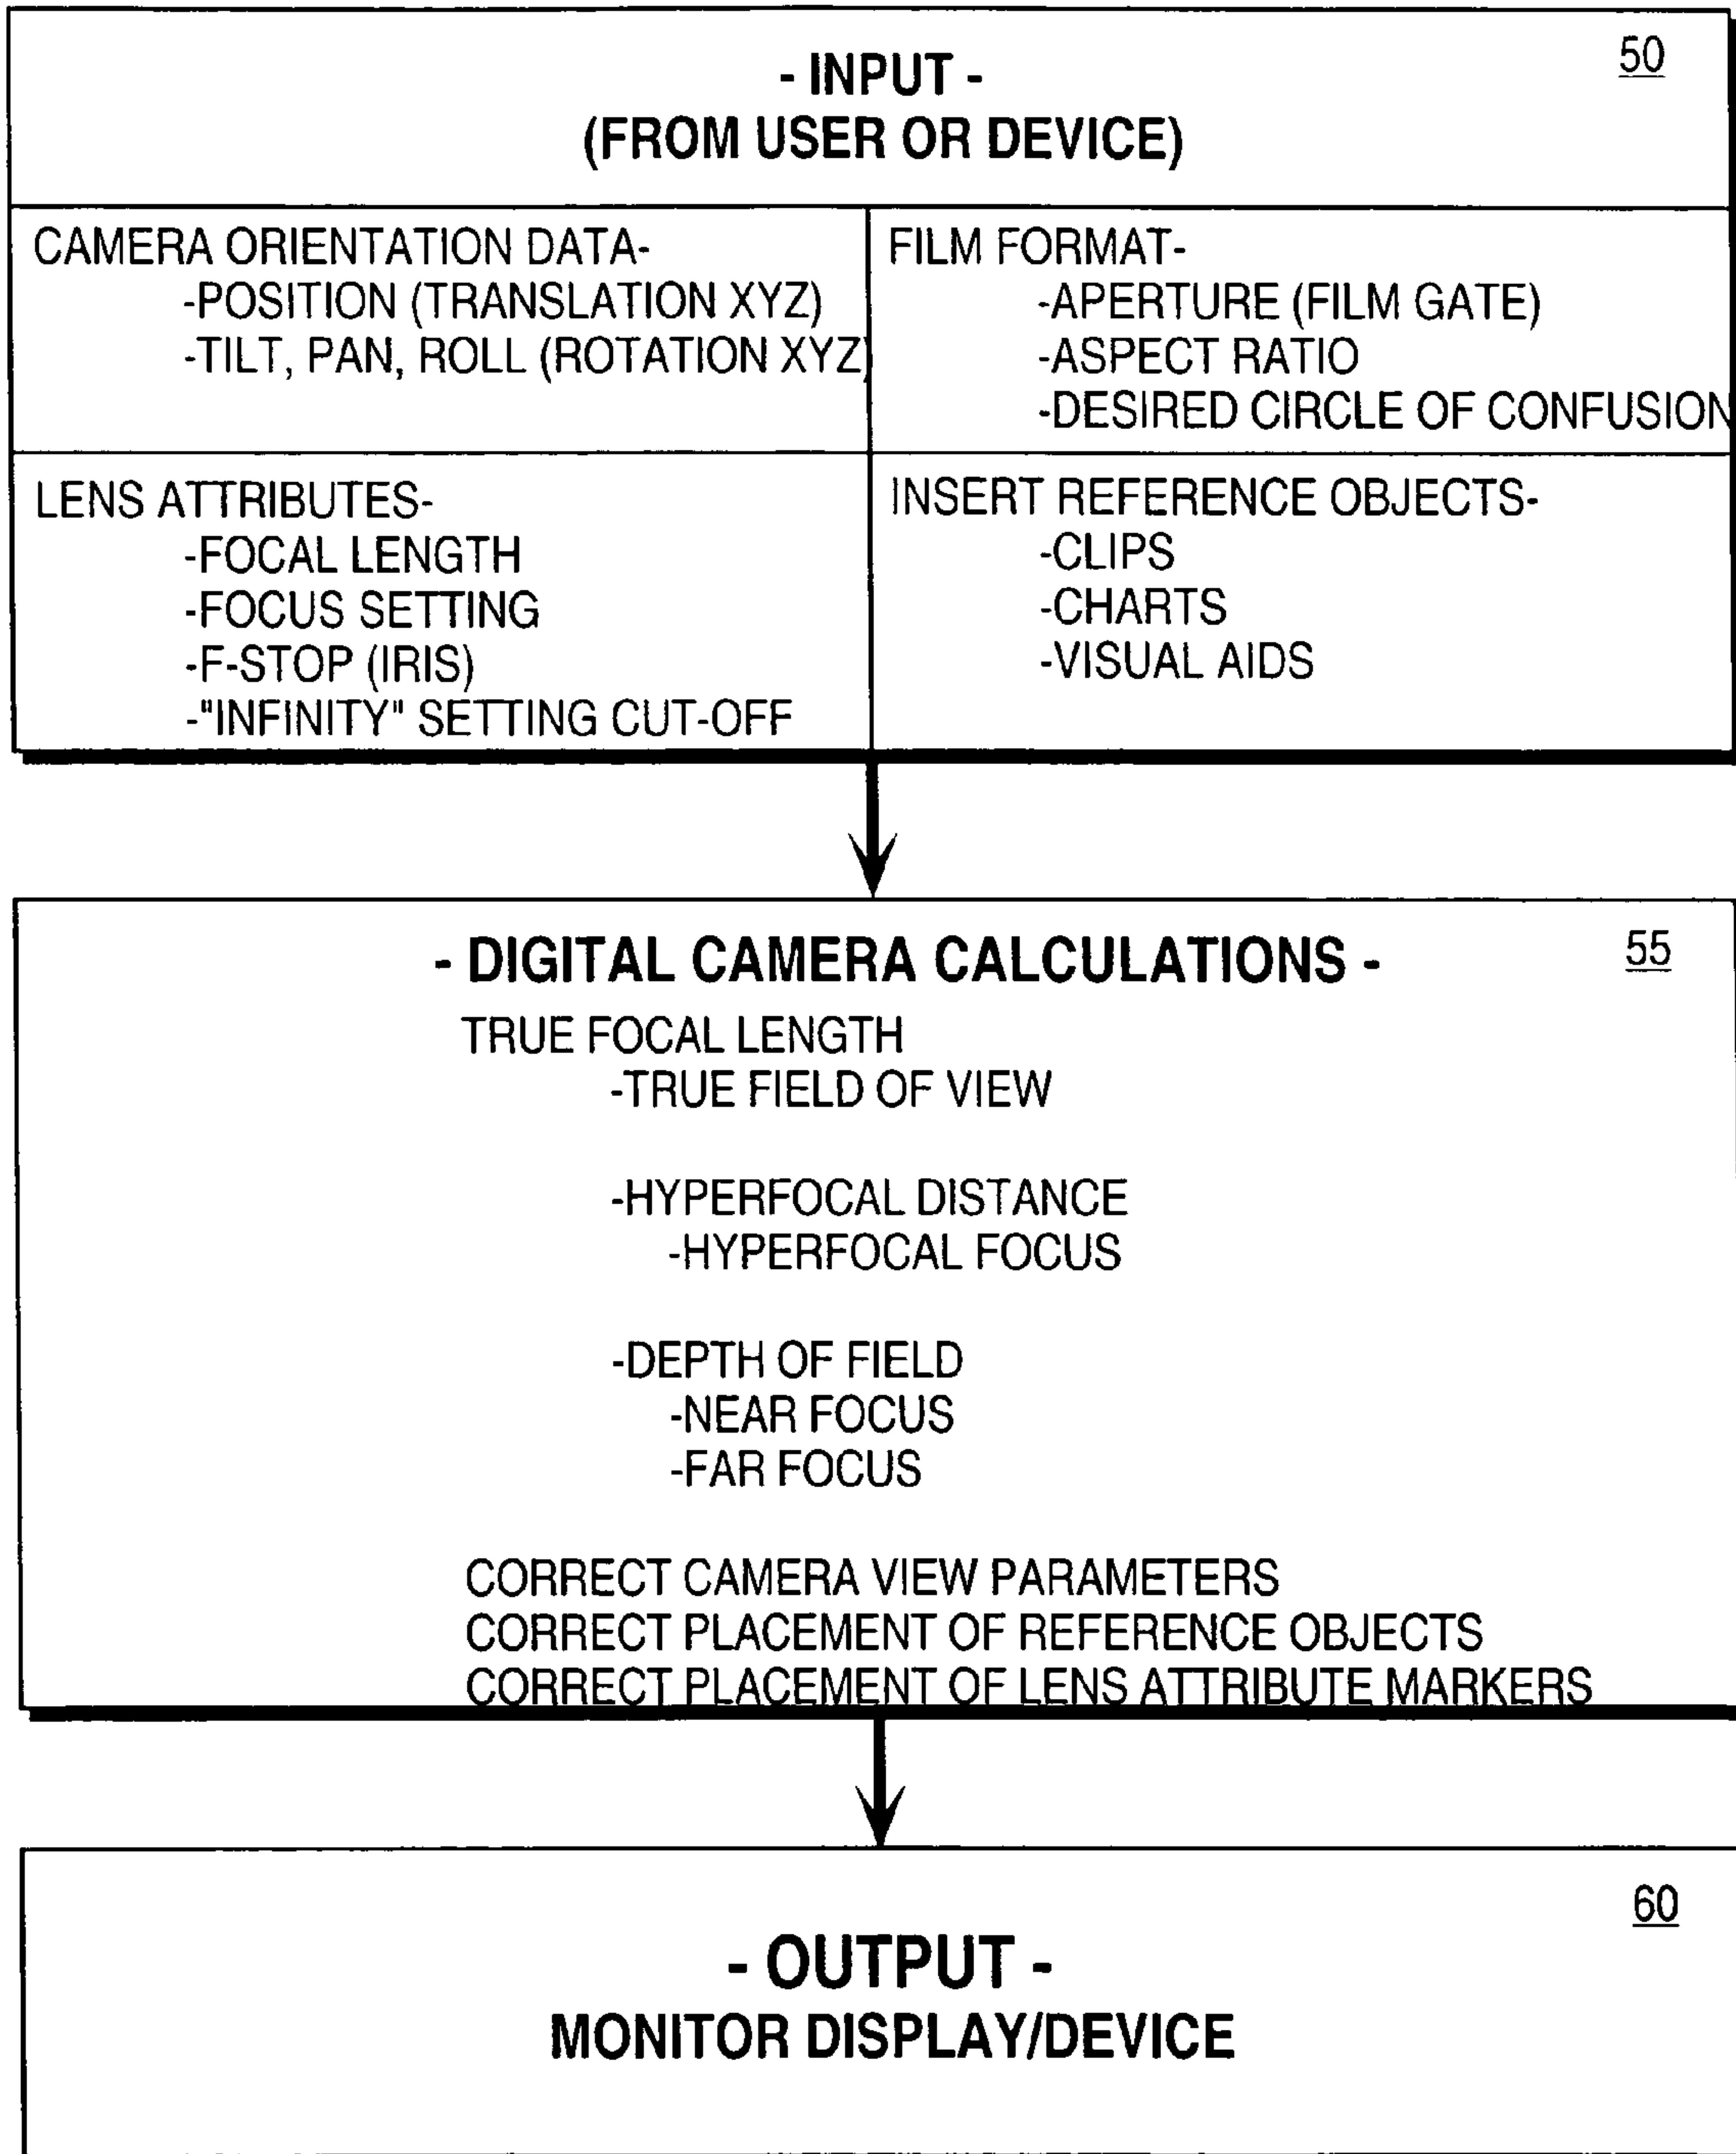 50
- INPUT -
(FROM USER OR DEVICE)
CAMERA ORIENTATION DATA-
-POSITION (TRANSLATION XYZ)
-TILT, PAN, ROLL (ROTATION XYZ)
FILM FORMAT-
-APERTURE (FILM GATE)
-ASPECT RATIO
-DESIRED CIRCLE OF CONFUSION
LENS ATTRIBUTES-
-FOCAL LENGTH
-FOCUS SETTING
-F-STOP (IRIS)
-"INFINITY" SETTING CUT-OFF
INSERT REFERENCE OBJECTS-
-CLIPS
-CHARTS
-VISUAL AIDS
- DIGITAL CAMERA CALCULATIONS -
55
TRUE FOCAL LENGTH
-TRUE FIELD OF VIEW
-HYPERFOCAL DISTANCE
-HYPERFOCAL FOCUS
-DEPTH OF FIELD
-NEAR FOCUS
-FAR FOCUS
CORRECT CAMERA VIEW PARAMETERS
CORRECT PLACEMENT OF REFERENCE OBJECTS
CORRECT PLACEMENT OF LENS ATTRIBUTE MARKERS
60
- OUTPUT -
MONITOR DISPLAY/DEVICE